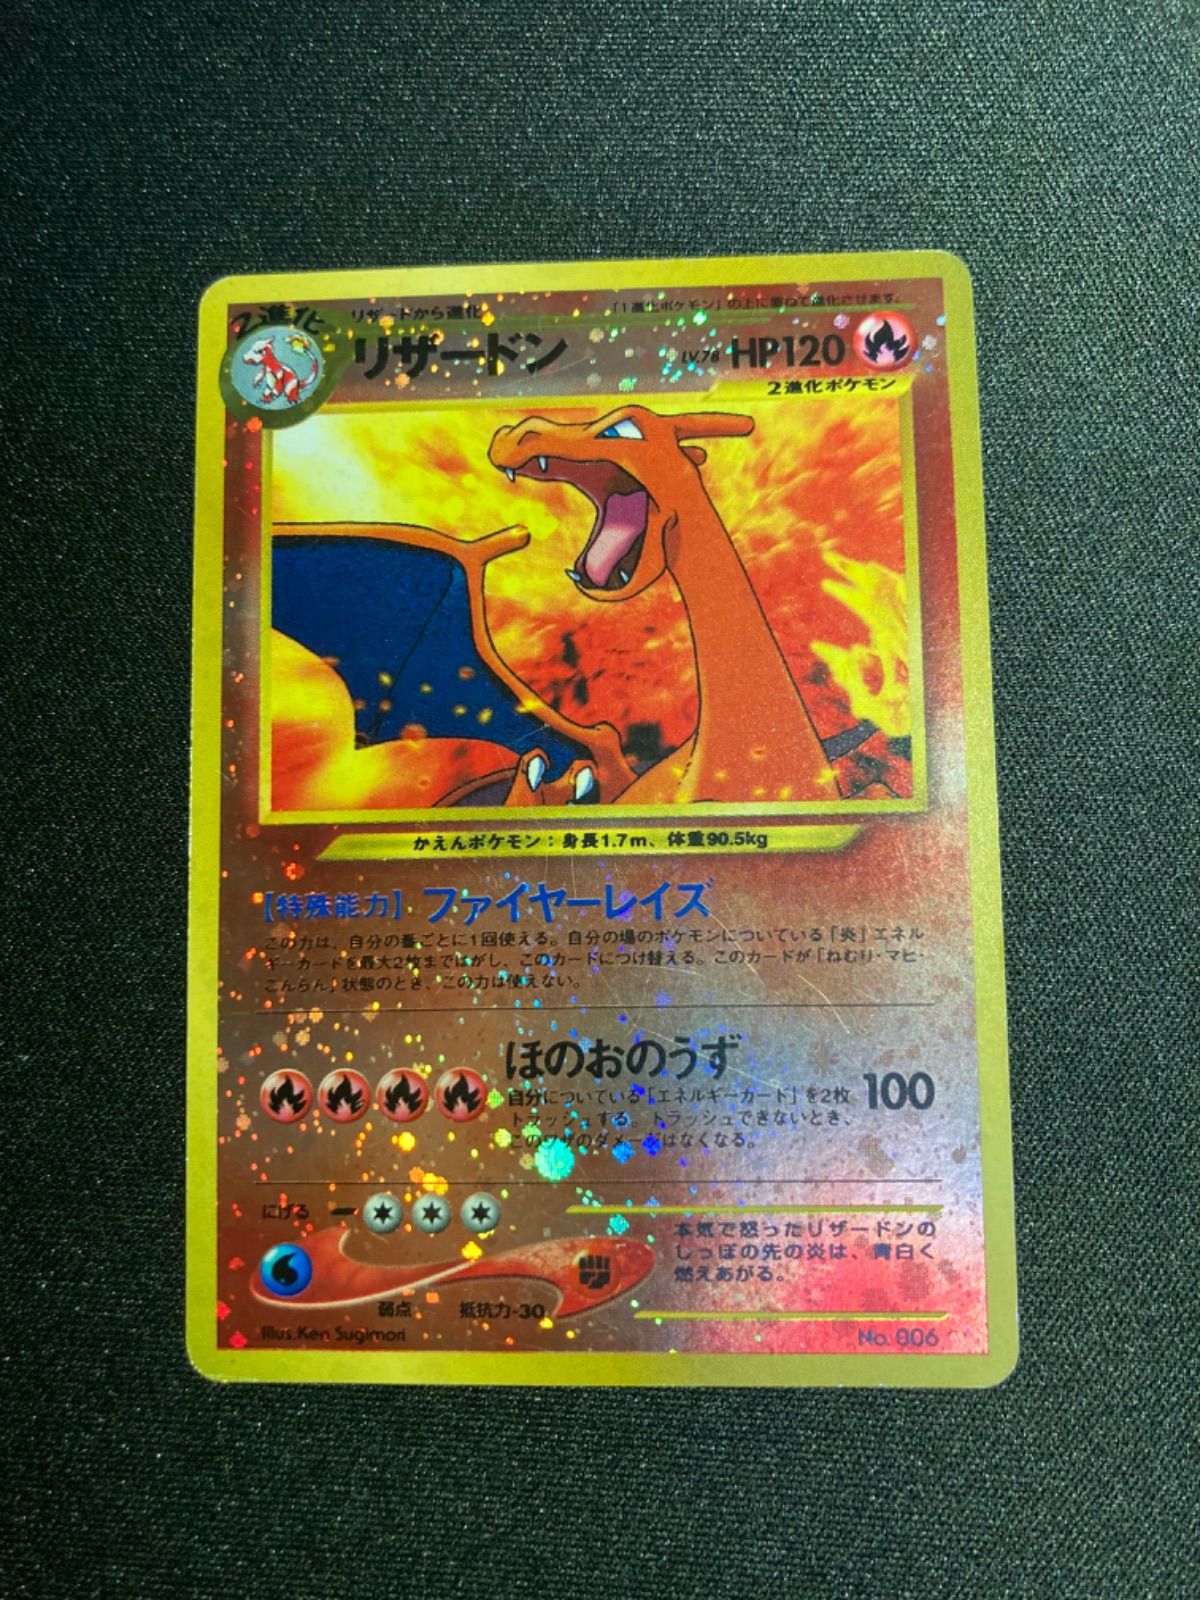 2進化
リザードから進化
「1進化ポケモン」の上に重ねて進化させます。
リザードン
LV.78 HP120
2進化ポケモン
かえんポケモン：身長1.7m、体重90.5kg
【特殊能力】ファイヤーレイズ
この力は、自分の番ごとに1回使える。自分の場のポケモンについている「炎」エネル
ギーカードを最大2枚まではがし、このカードにつけ替える。このカードが「ねむり・マヒ・
こんらん」状態のとき、この力は使えない。
ほのおのうず
100
自分についている「エネルギーカード」を2枚
トラッシュする。トラッシュできないとき、
このワザのダメージはなくなる。
にげる
弱点
抵抗力-30
本気で怒ったリザードンの
しっぽの先の炎は、青白く
燃えあがる。
Illus.Ken Sugimori
No. 006